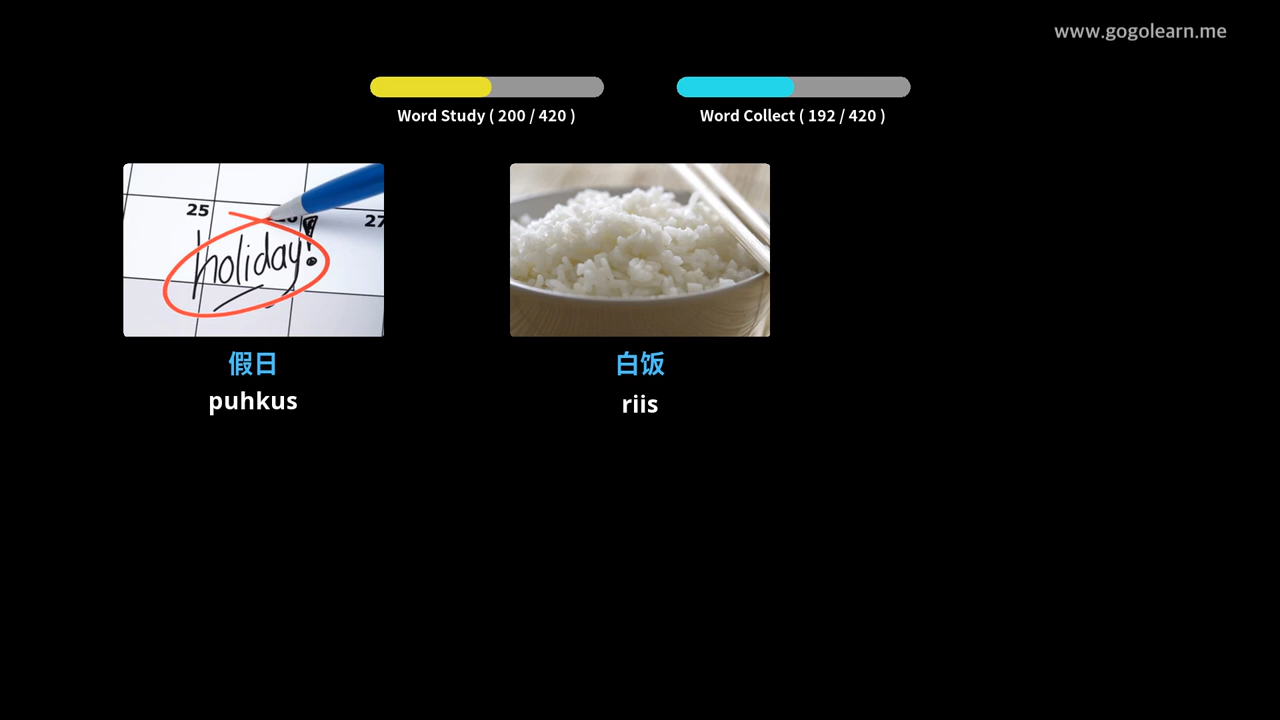 www.gogolearn.me
Word Study ( 200 / 420 )
Word Collect ( 192 / 420 )
25
27
holiday!
假日
puhkus
白饭
riis